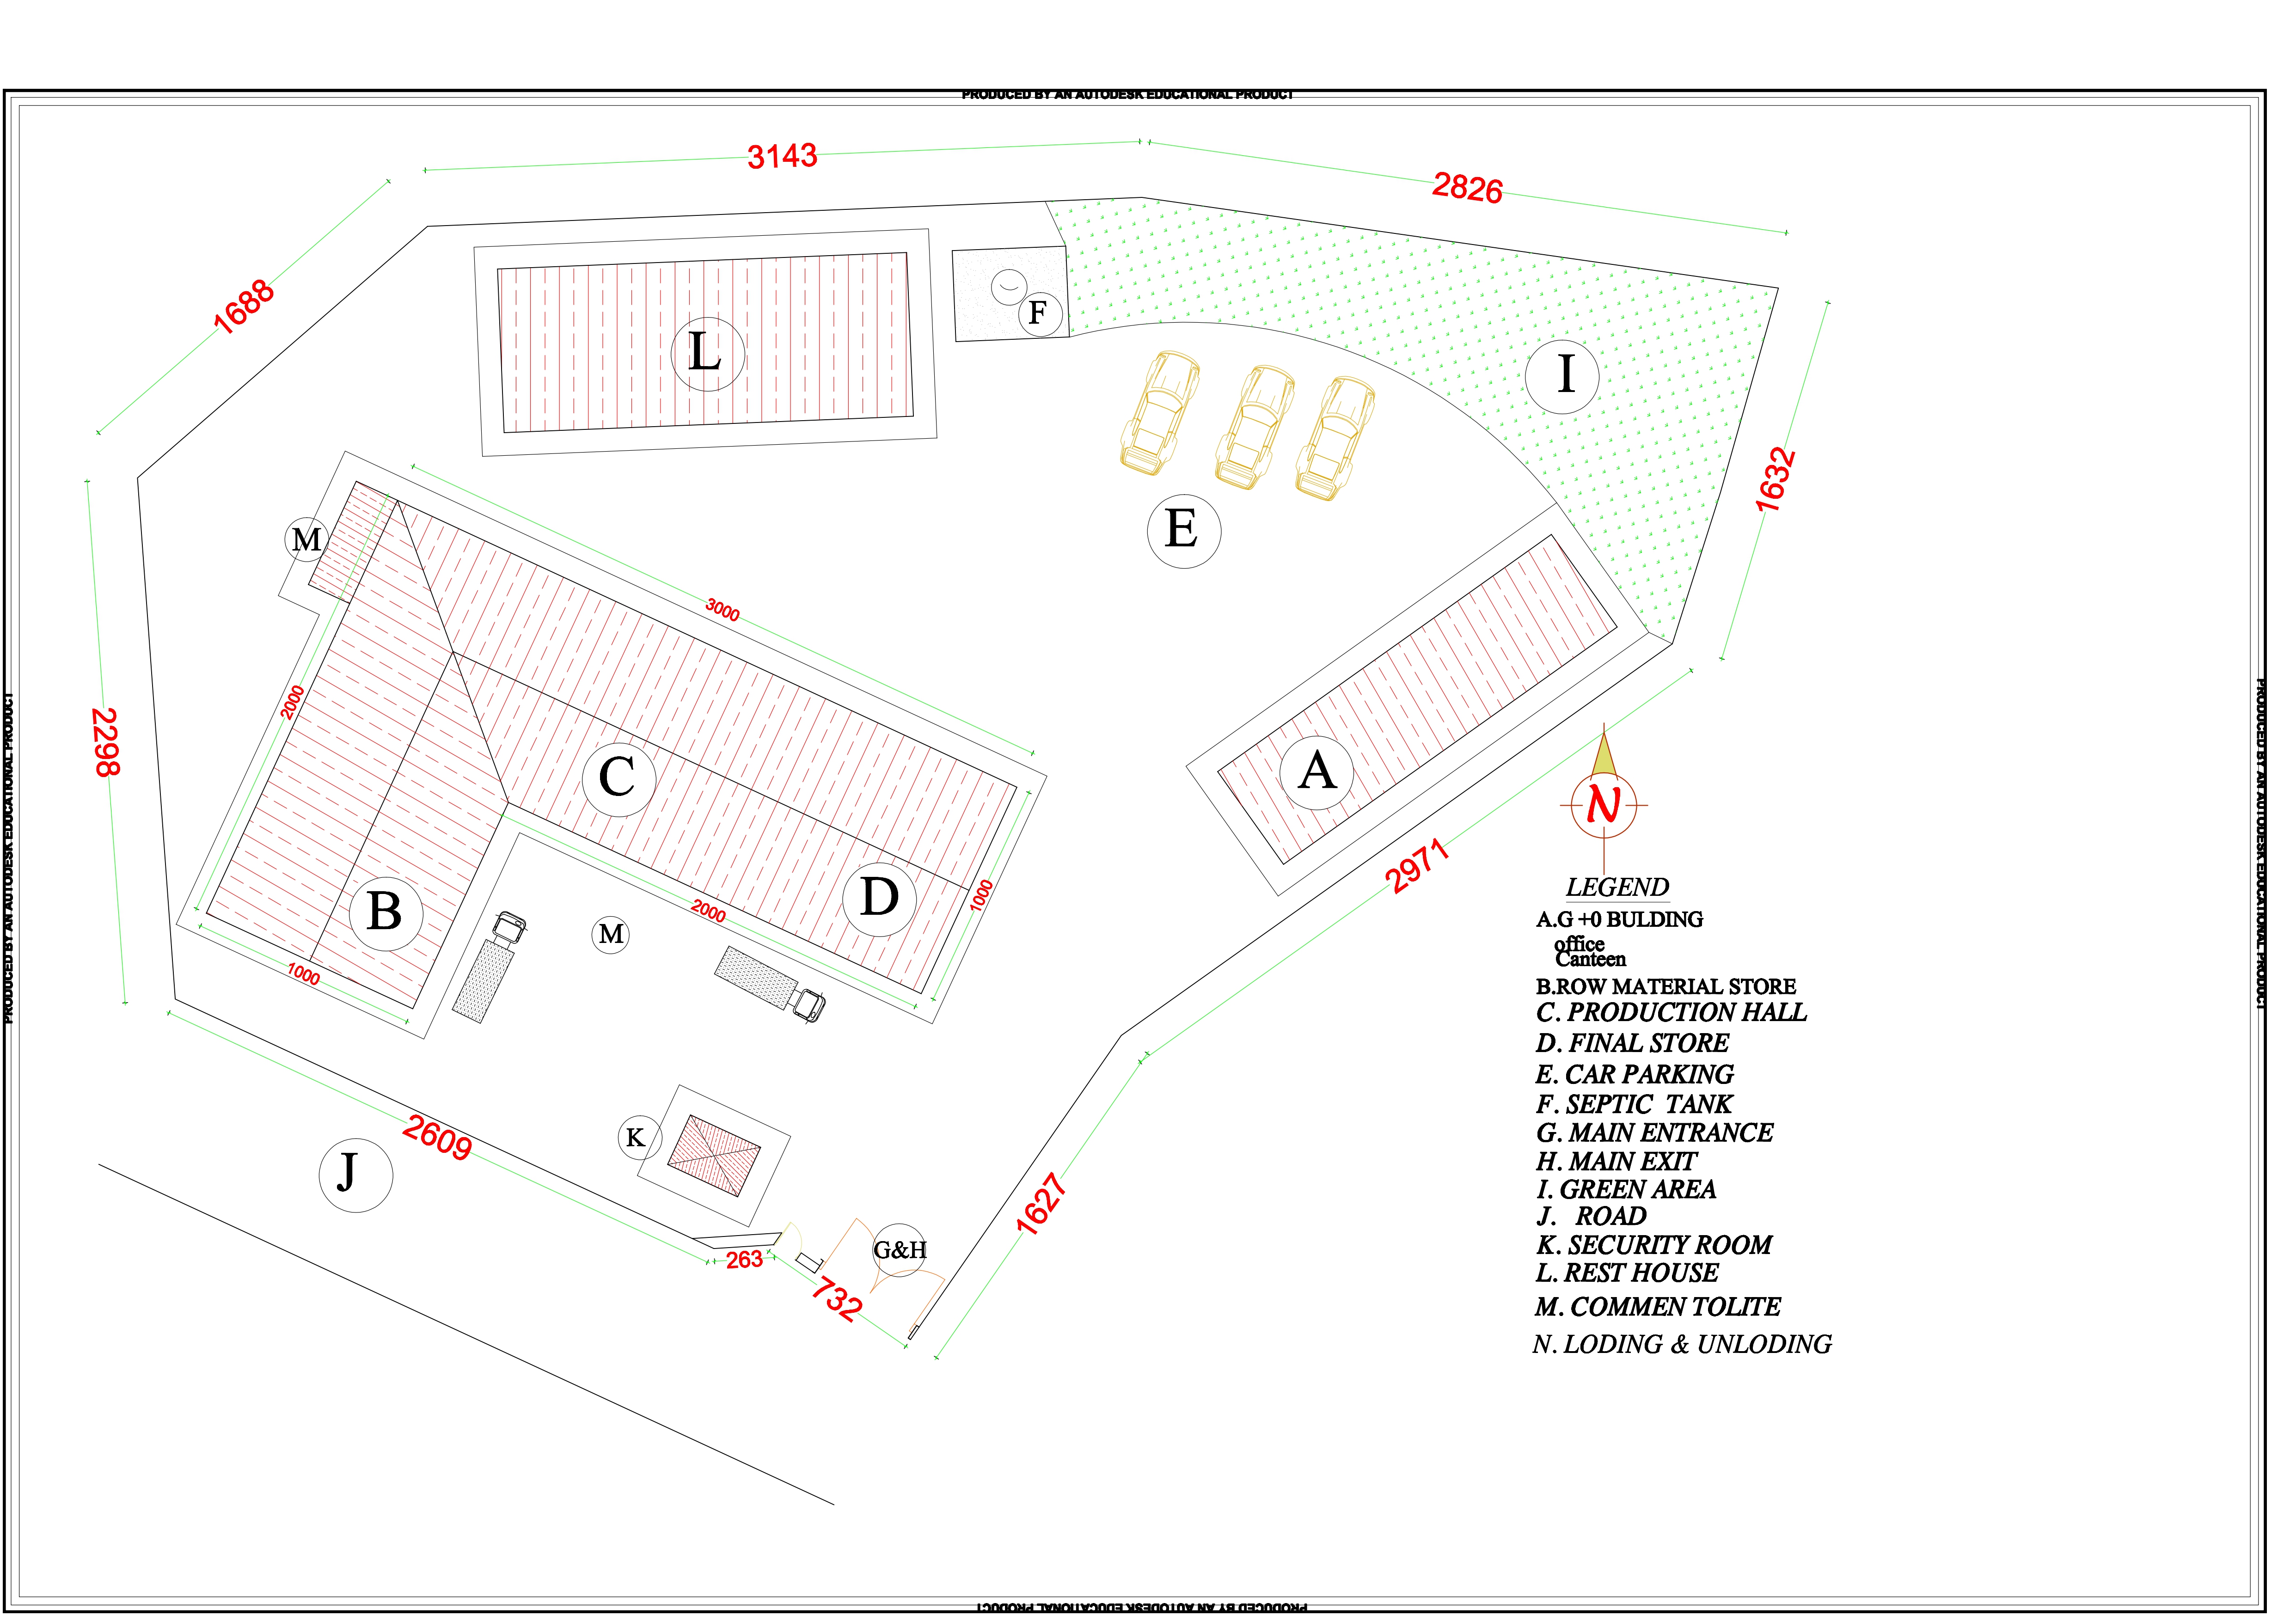 PRODUCED BY AN AUTODESK EDUCATIONAL PRODUCT
3143
2826
1688
L
F
I
1632
E
M
3000
2000
2298
C
A
N
2971
D
1000
B
2000
M
1000
LEGEND
A.G +0 BULDING
office
Canteen
B.ROW MATERIAL STORE
C. PRODUCTION HALL
D. FINAL STORE
E. CAR PARKING
F. SEPTIC TANK
G. MAIN ENTRANCE
H. MAIN EXIT
I. GREEN AREA
J. ROAD
K. SECURITY ROOM
L. REST HOUSE
M. COMMEN TOLITE
N. LODING & UNLODING
2609
K
J
1627
G&H
263
732
PRODUCED BY AN AUTODESK EDUCATIONAL PRODUCT
PRODUCED BY AN AUTODESK EDUCATIONAL PRODUCT
PRODUCED BY AN AUTODESK EDUCATIONAL PRODUCT